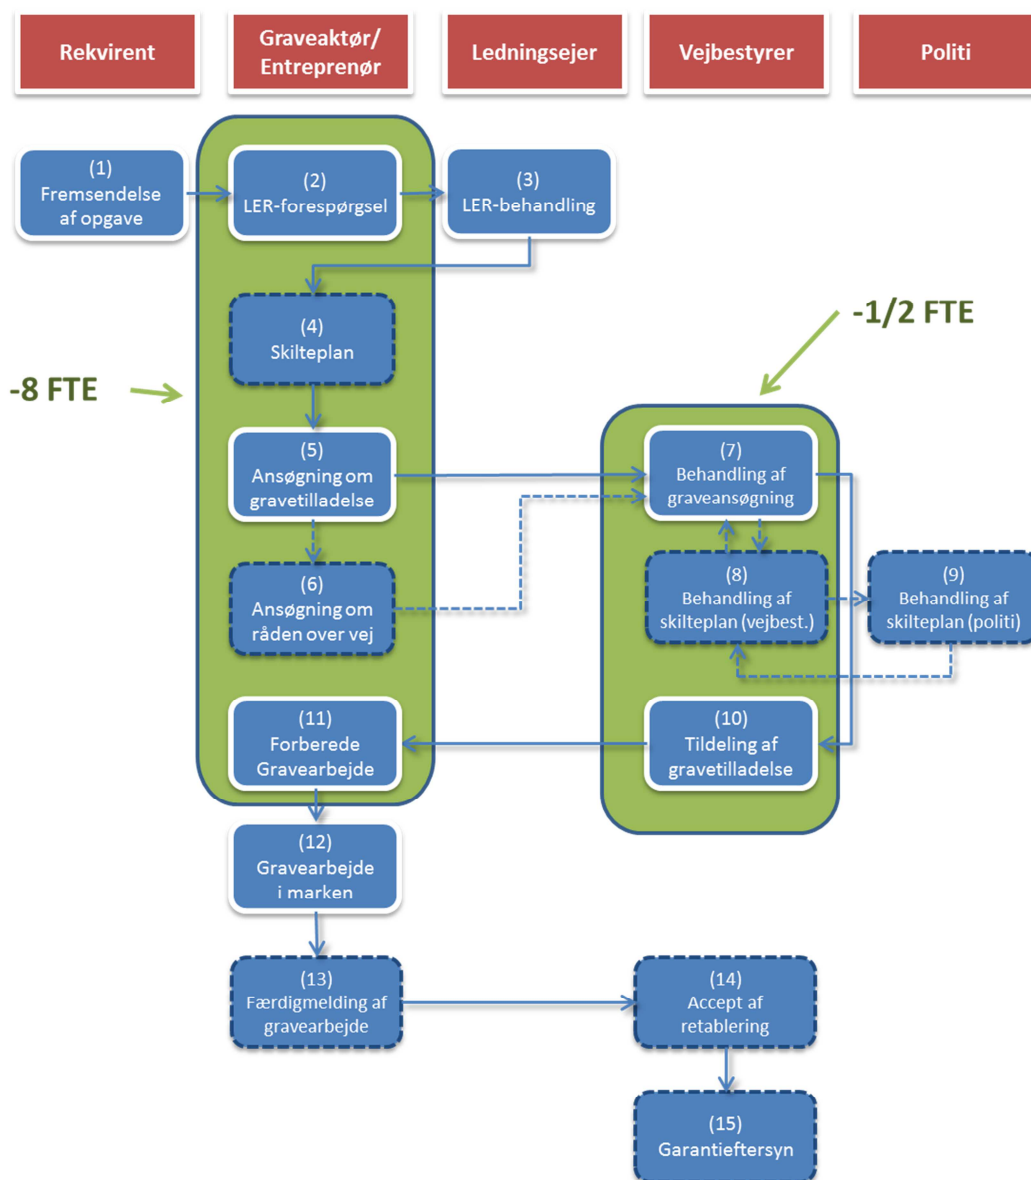 Rekvirent
Graveaktør/
Entreprenør
Ledningsejer
Vejbestyrer
Politi
(1)
Fremsendelse
af opgave
(2)
LER-forespørgsel
(3)
LER-behandling
(4)
Skilteplan
-1/2 FTE
-8 FTE
(5)
Ansøgning om
gravetilladelse
(7)
Behandling af
graveansøgning
(6)
Ansøgning om
råden over vej
(8)
Behandling af
skilteplan (vejbest.)
(9)
Behandling af
skilteplan (politi)
(11)
Forberede
Gravearbejde
(10)
Tildeling af
gravetilladelse
(12)
Gravearbejde
i marken
(13)
Færdigmelding af
gravearbejde
(14)
Accept af
retablering
(15)
Garantieftersyn